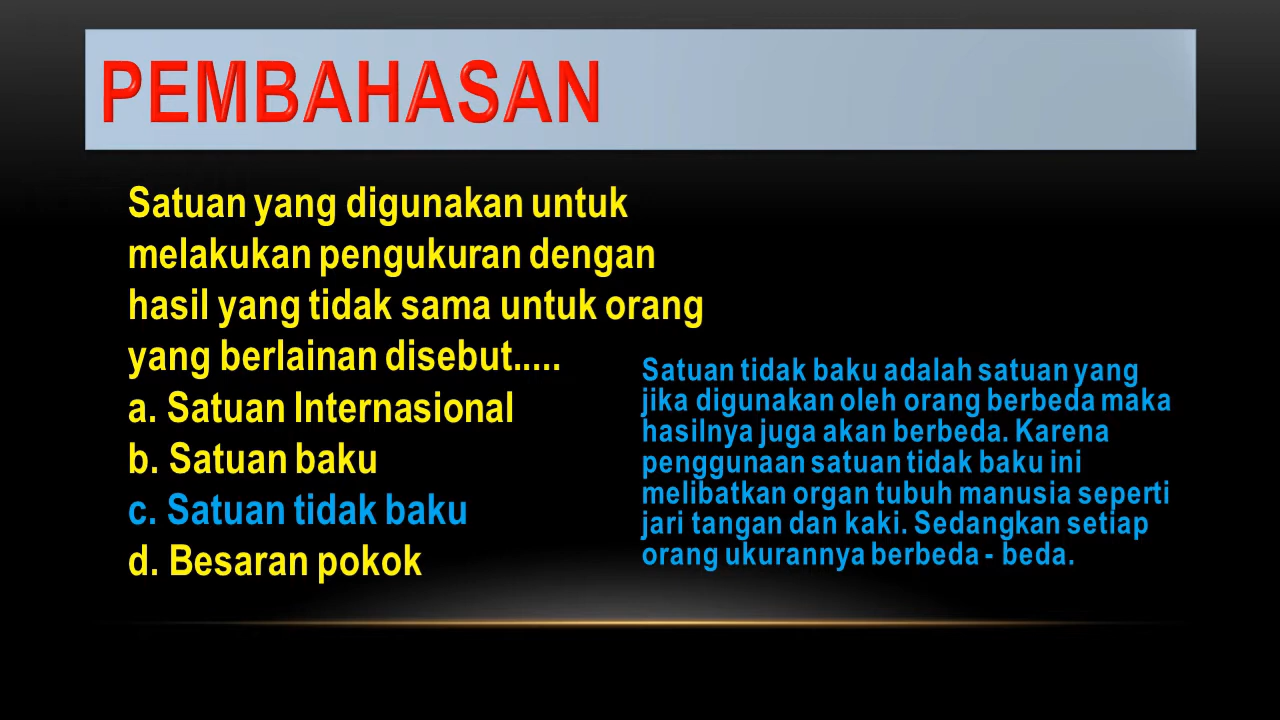 PEMBAHASAN
Satuan yang digunakan untuk
melakukan pengukuran dengan
hasil yang tidak sama untuk orang
yang berlainan disebut.....
a. Satuan Internasional
b. Satuan baku
c. Satuan tidak baku
d. Besaran pokok
Satuan tidak baku adalah satuan yang
jika digunakan oleh orang berbeda maka
hasilnya juga akan berbeda. Karena
penggunaan satuan tidak baku ini
melibatkan organ tubuh manusia seperti
jari tangan dan kaki. Sedangkan setiap
orang ukurannya berbeda - beda.